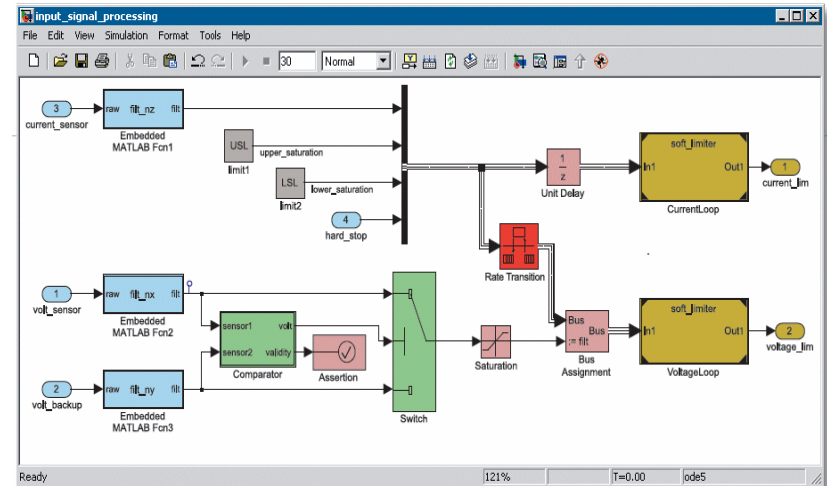 input_signal_processing
File Edit View Simulation Format Tools Help
30 Normal
3
current_sensor
raw filt_nz filt
Embedded
MATLAB Fcn1
USL
limit1
upper_saturation
LSL
limit2
lower_saturation
4
hard_stop
1
z
Unit Delay
soft_limiter
In1 Out1
CurrentLoop
1
current_lim
Rate Transition
1
volt_sensor
raw filt_nx filt
Embedded
MATLAB Fcn2
sensor1 volt
sensor2 validity
Comparator
Assertion
2
volt_backup
raw filt_ny filt
Embedded
MATLAB Fcn3
Switch
Saturation
Bus
Bus
:= filt
Bus
Assignment
soft_limiter
In1 Out1
VoltageLoop
2
voltage_lim
Ready 121% T=0.00 ode5